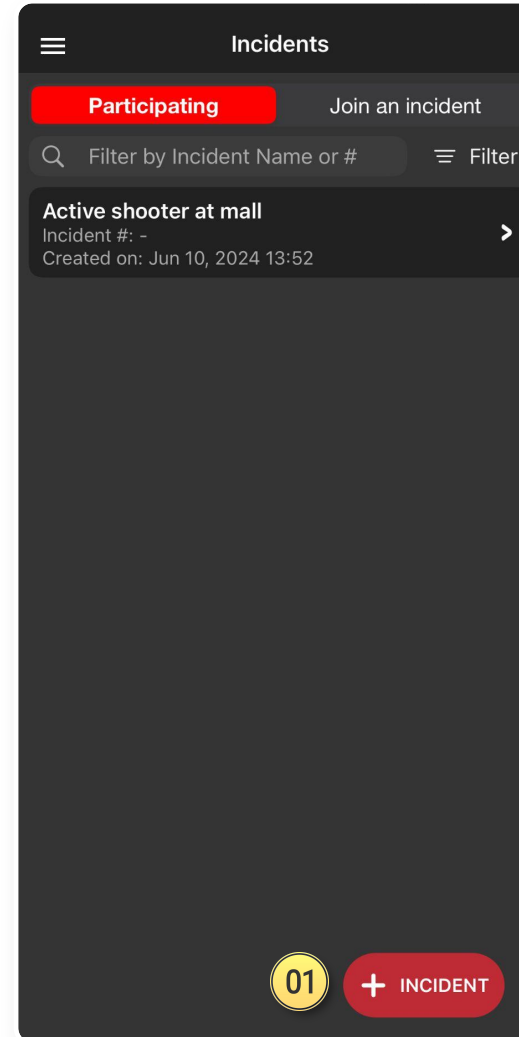 Incidents
Participating
Join an incident
Filter by Incident Name or #
Filter
Active shooter at mall
Incident #: -
Created on: Jun 10, 2024 13:52
01
+ INCIDENT